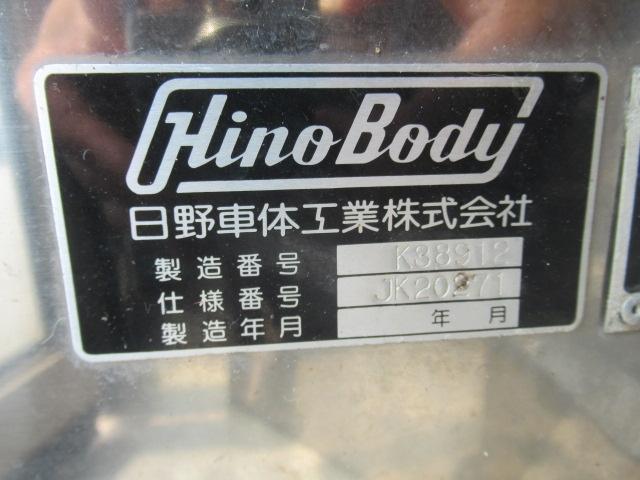 HinoBody
日野車体工業株式会社
製造番号 K38912
仕様番号 JK20271
製造年月 年 月